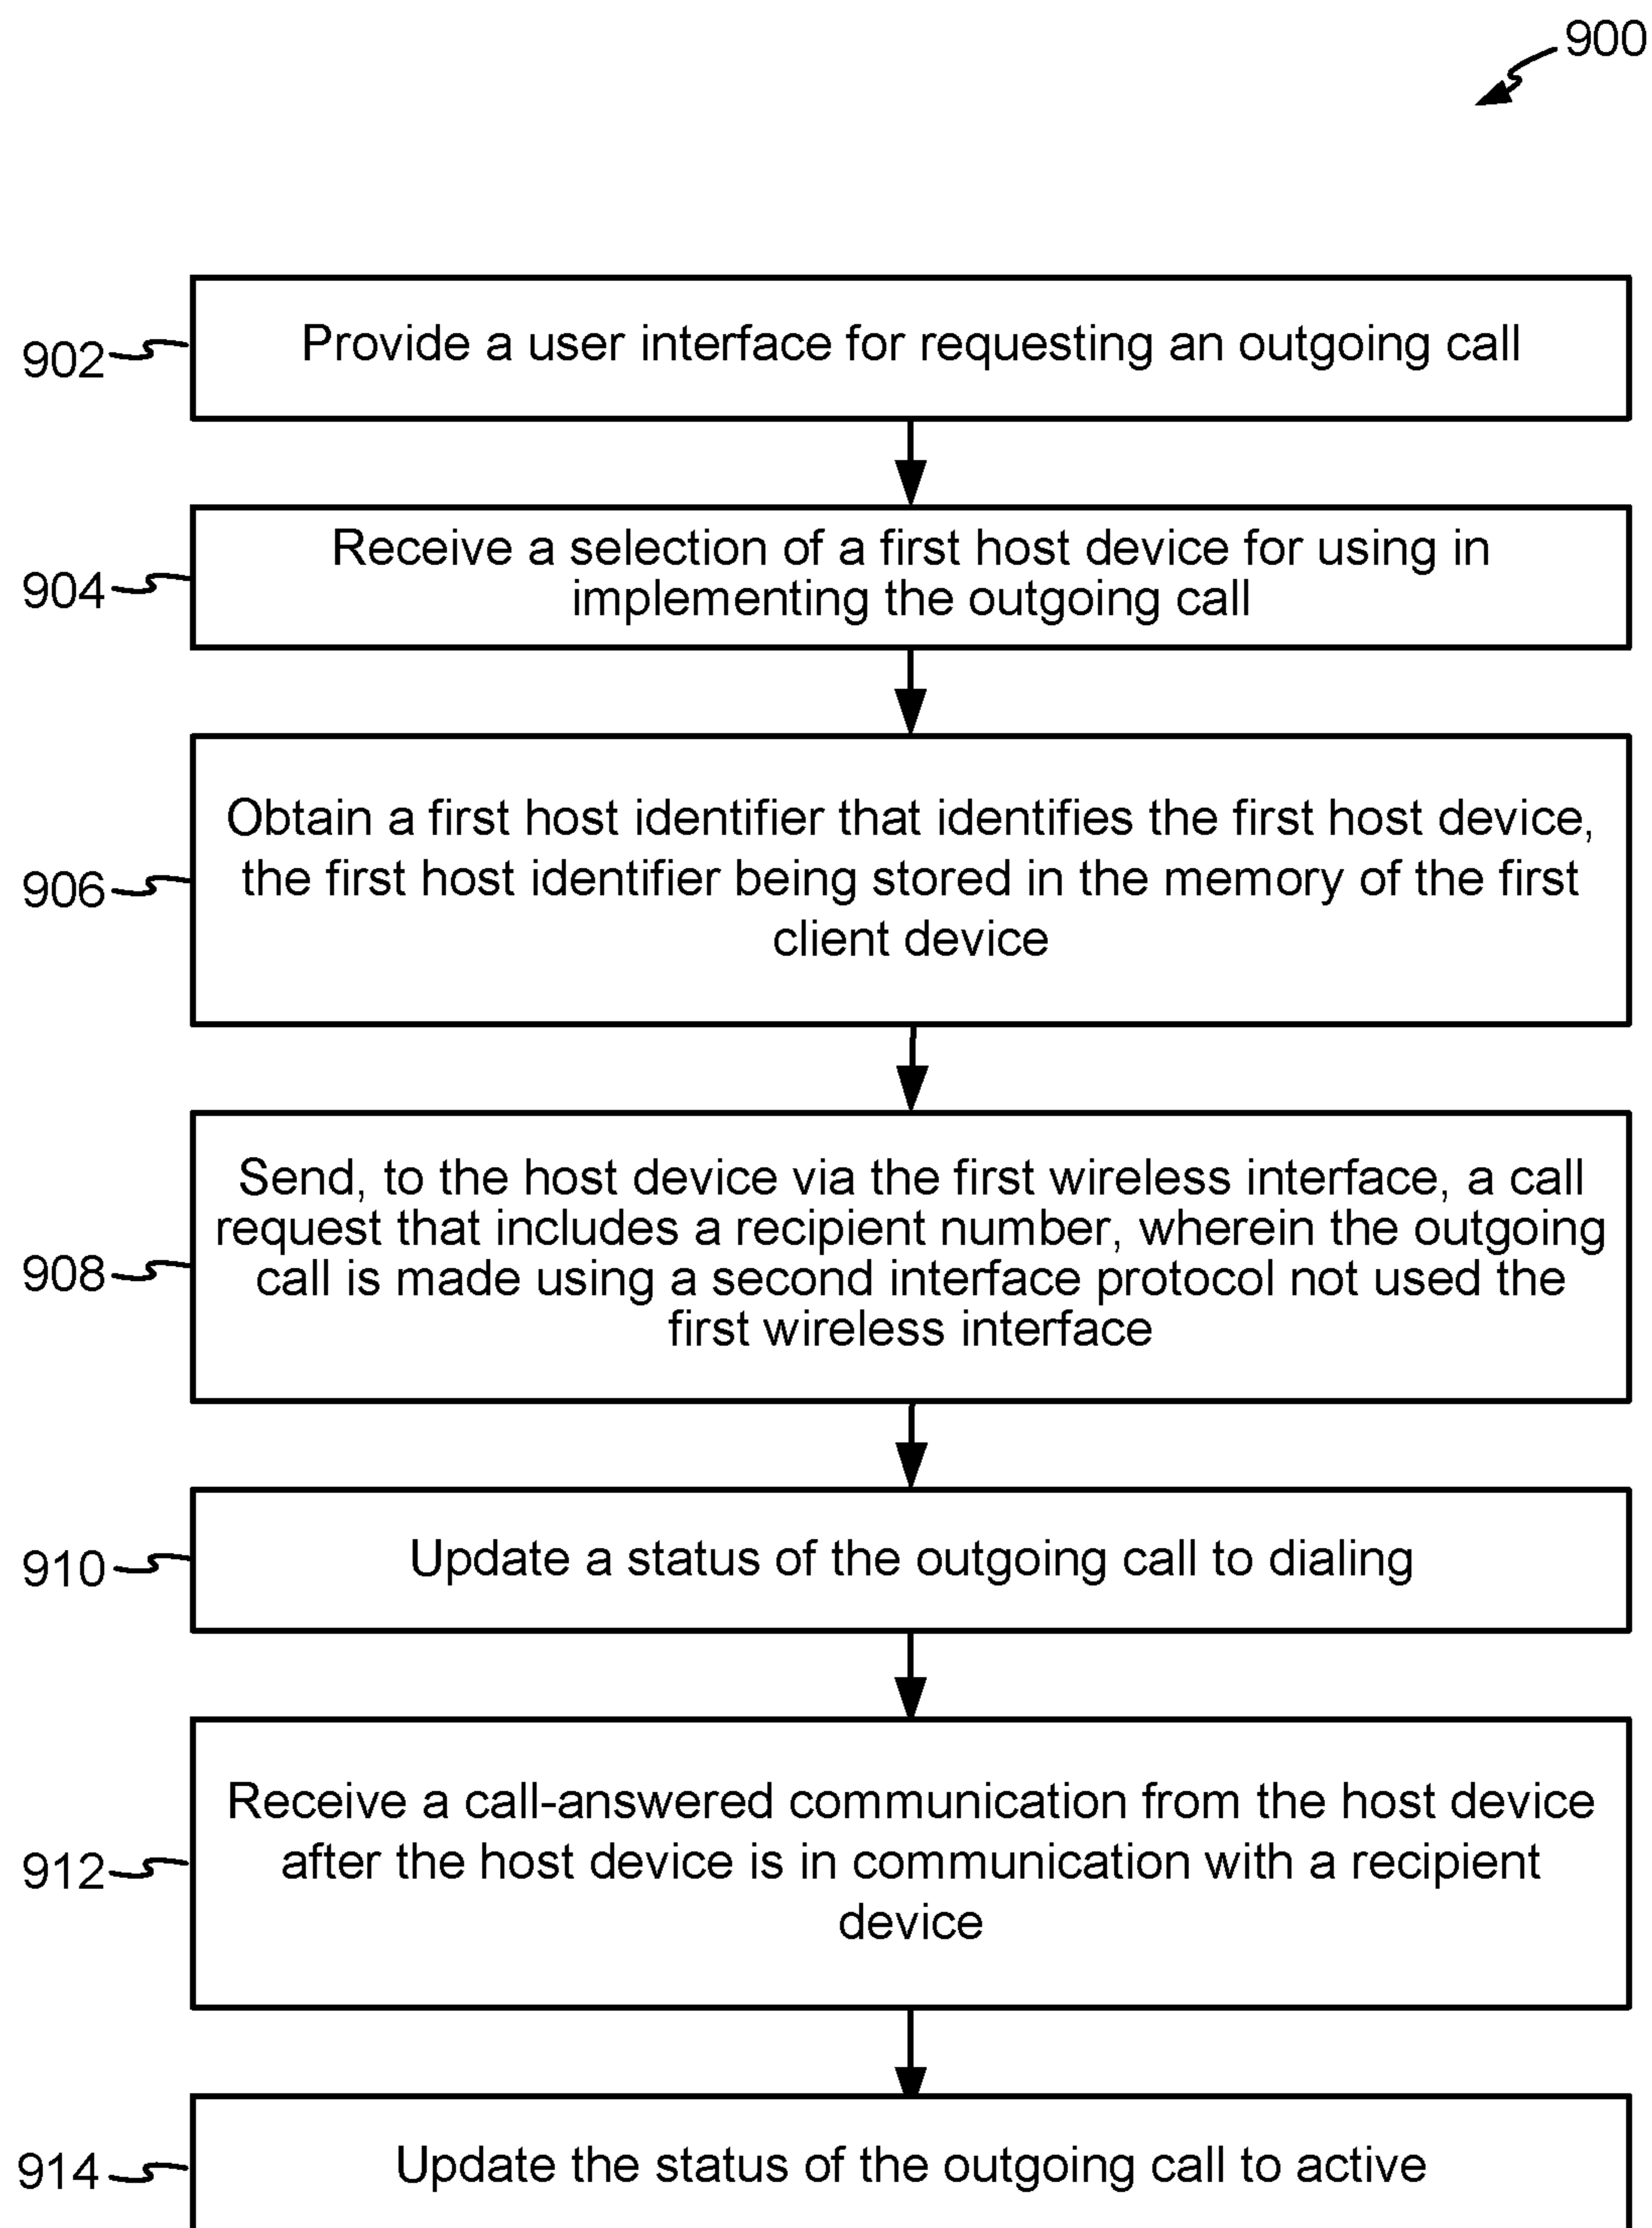 900
902
Provide a user interface for requesting an outgoing call
904
Receive a selection of a first host device for using in
implementing the outgoing call
906
Obtain a first host identifier that identifies the first host device,
the first host identifier being stored in the memory of the first
client device
908
Send, to the host device via the first wireless interface, a call
request that includes a recipient number, wherein the outgoing
call is made using a second interface protocol not used the
first wireless interface
910
Update a status of the outgoing call to dialing
912
Receive a call-answered communication from the host device
after the host device is in communication with a recipient
device
914
Update the status of the outgoing call to active